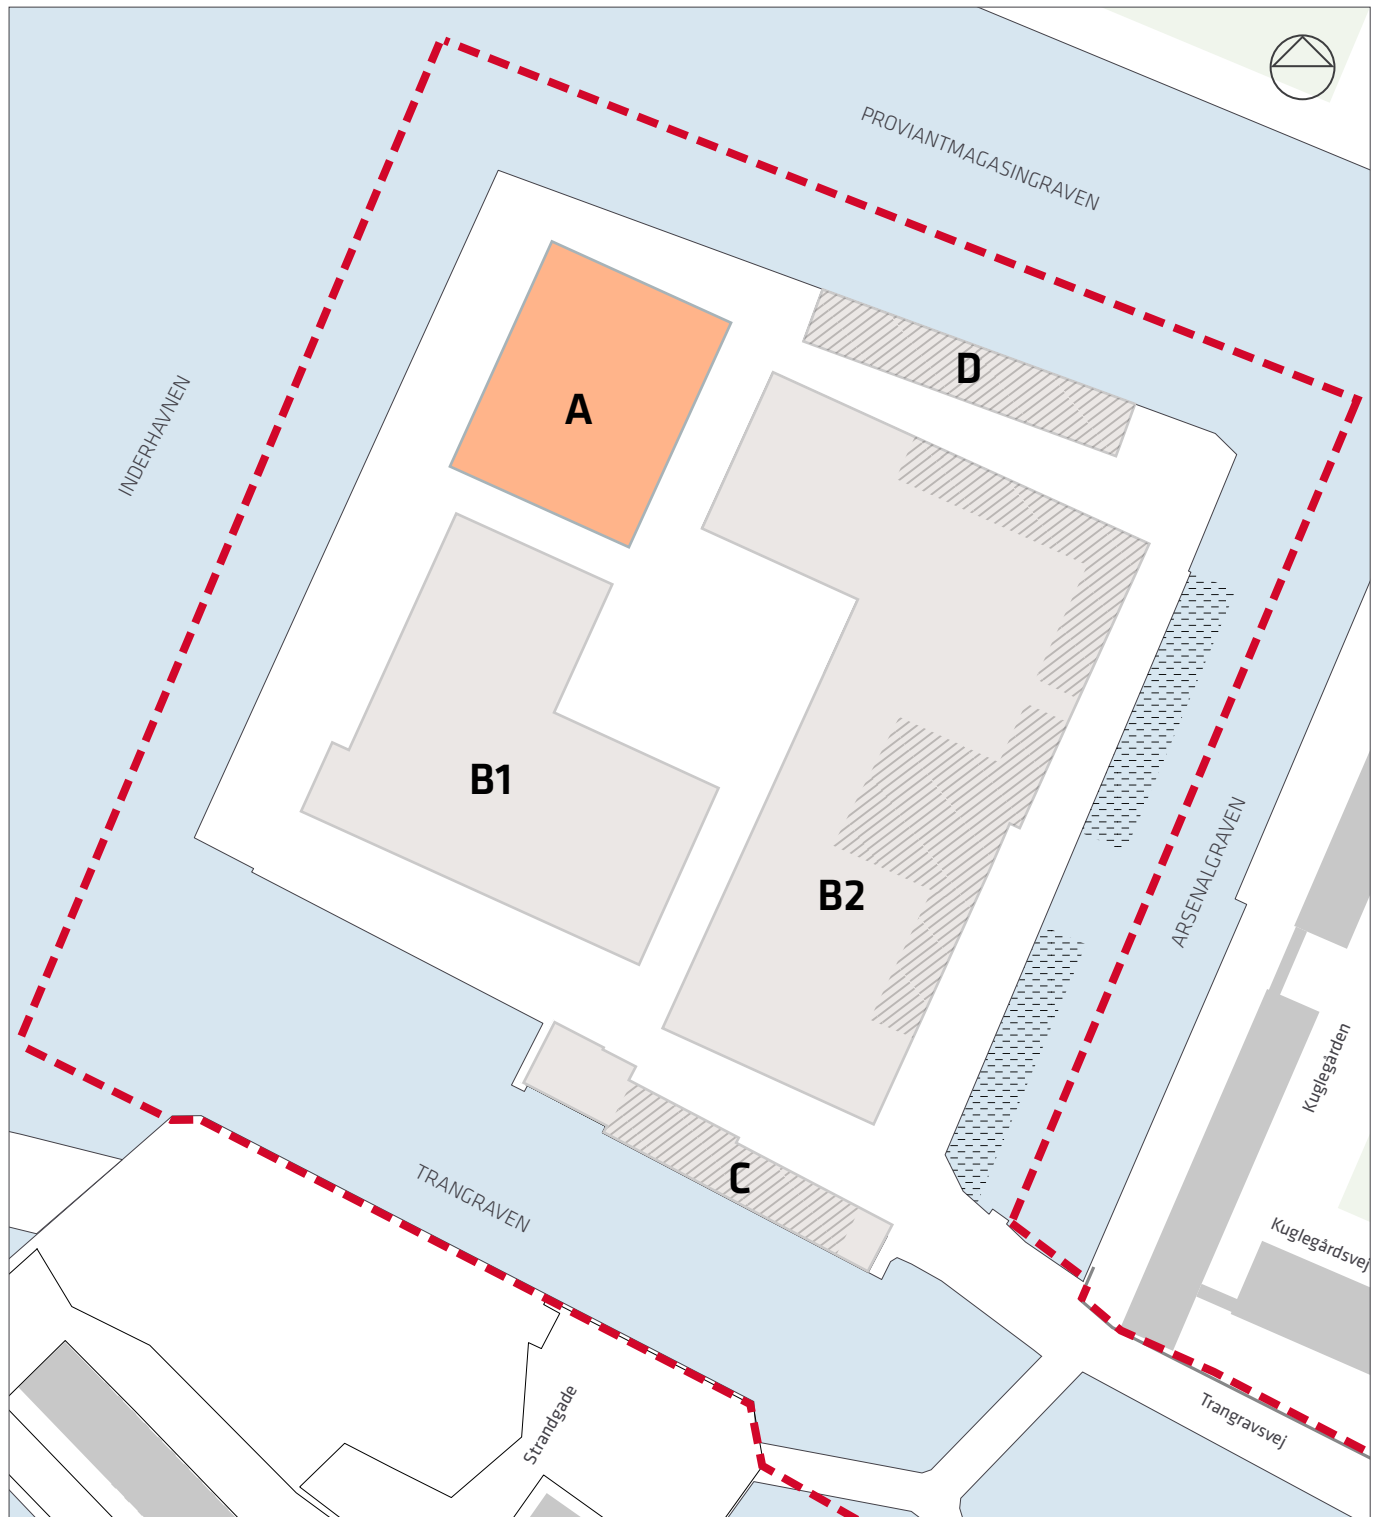 PROVIANTMAGASINGRAVEN
D
INDERHAVNEN
A
B1
B2
ARSENALGRAVEN
Kuglegården
C
TRANGRAVEN
Kuglegårdsvej
Strandgade
Trangravsvej